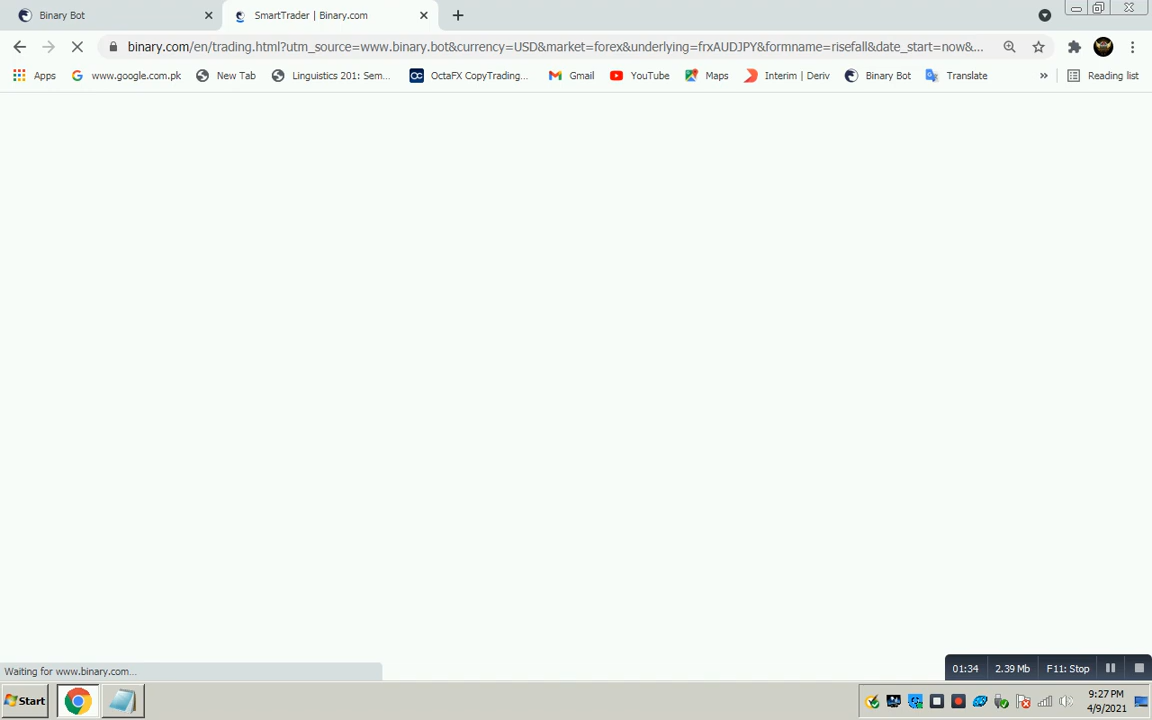 Binary Bot
SmartTrader | Binary.com
binary.com/en/trading.html?utm_source=www.binary.bot&currency=USD&market=forex&underlying=frxAUDJPY&formname=risefall&date_start=now&...
Apps www.google.com.pk New Tab Linguistics 201: Sem... OC OctaFX CopyTrading... Gmail YouTube Maps Interim | Deriv Binary Bot Translate » Reading list
Waiting for www.binary.com...
01:34 2.39 Mb F11: Stop
Start
9:27 PM
4/9/2021